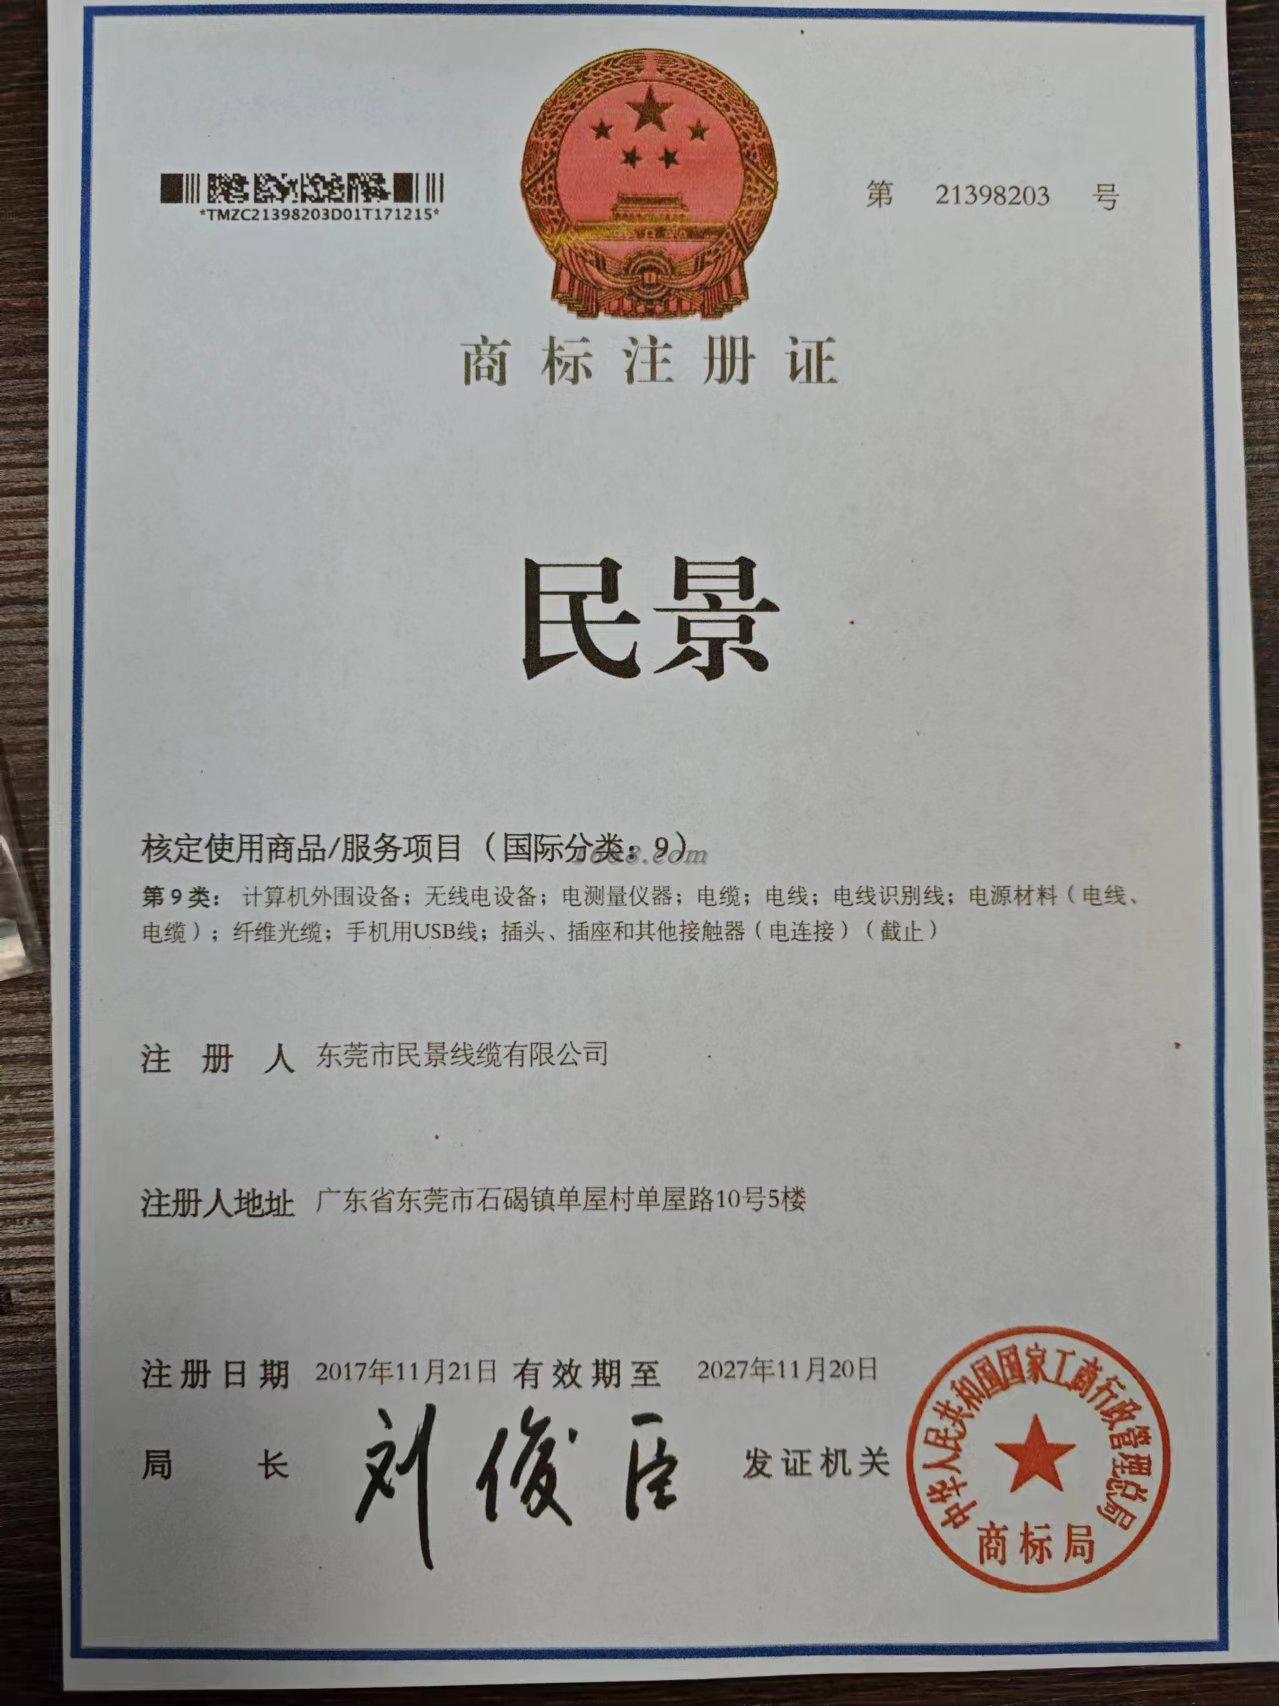 *TMZC21398203D01T171215*
第 21398203 号
商标注册证
民景
核定使用商品/服务项目（国际分类：9）
第9类：计算机外围设备；无线电设备；电测量仪器；电缆；电线；电线识别线；电源材料（电线、
电缆）；纤维光缆；手机用USB线；插头、插座和其他接触器（电连接）（截止）
注册人 东莞市民景线缆有限公司
注册人地址 广东省东莞市石碣镇单屋村单屋路10号5楼
注册日期 2017年11月21日 有效期至 2027年11月20日
局长 刘俊臣 发证机关
中华人民共和国国家工商行政管理总局
商标局